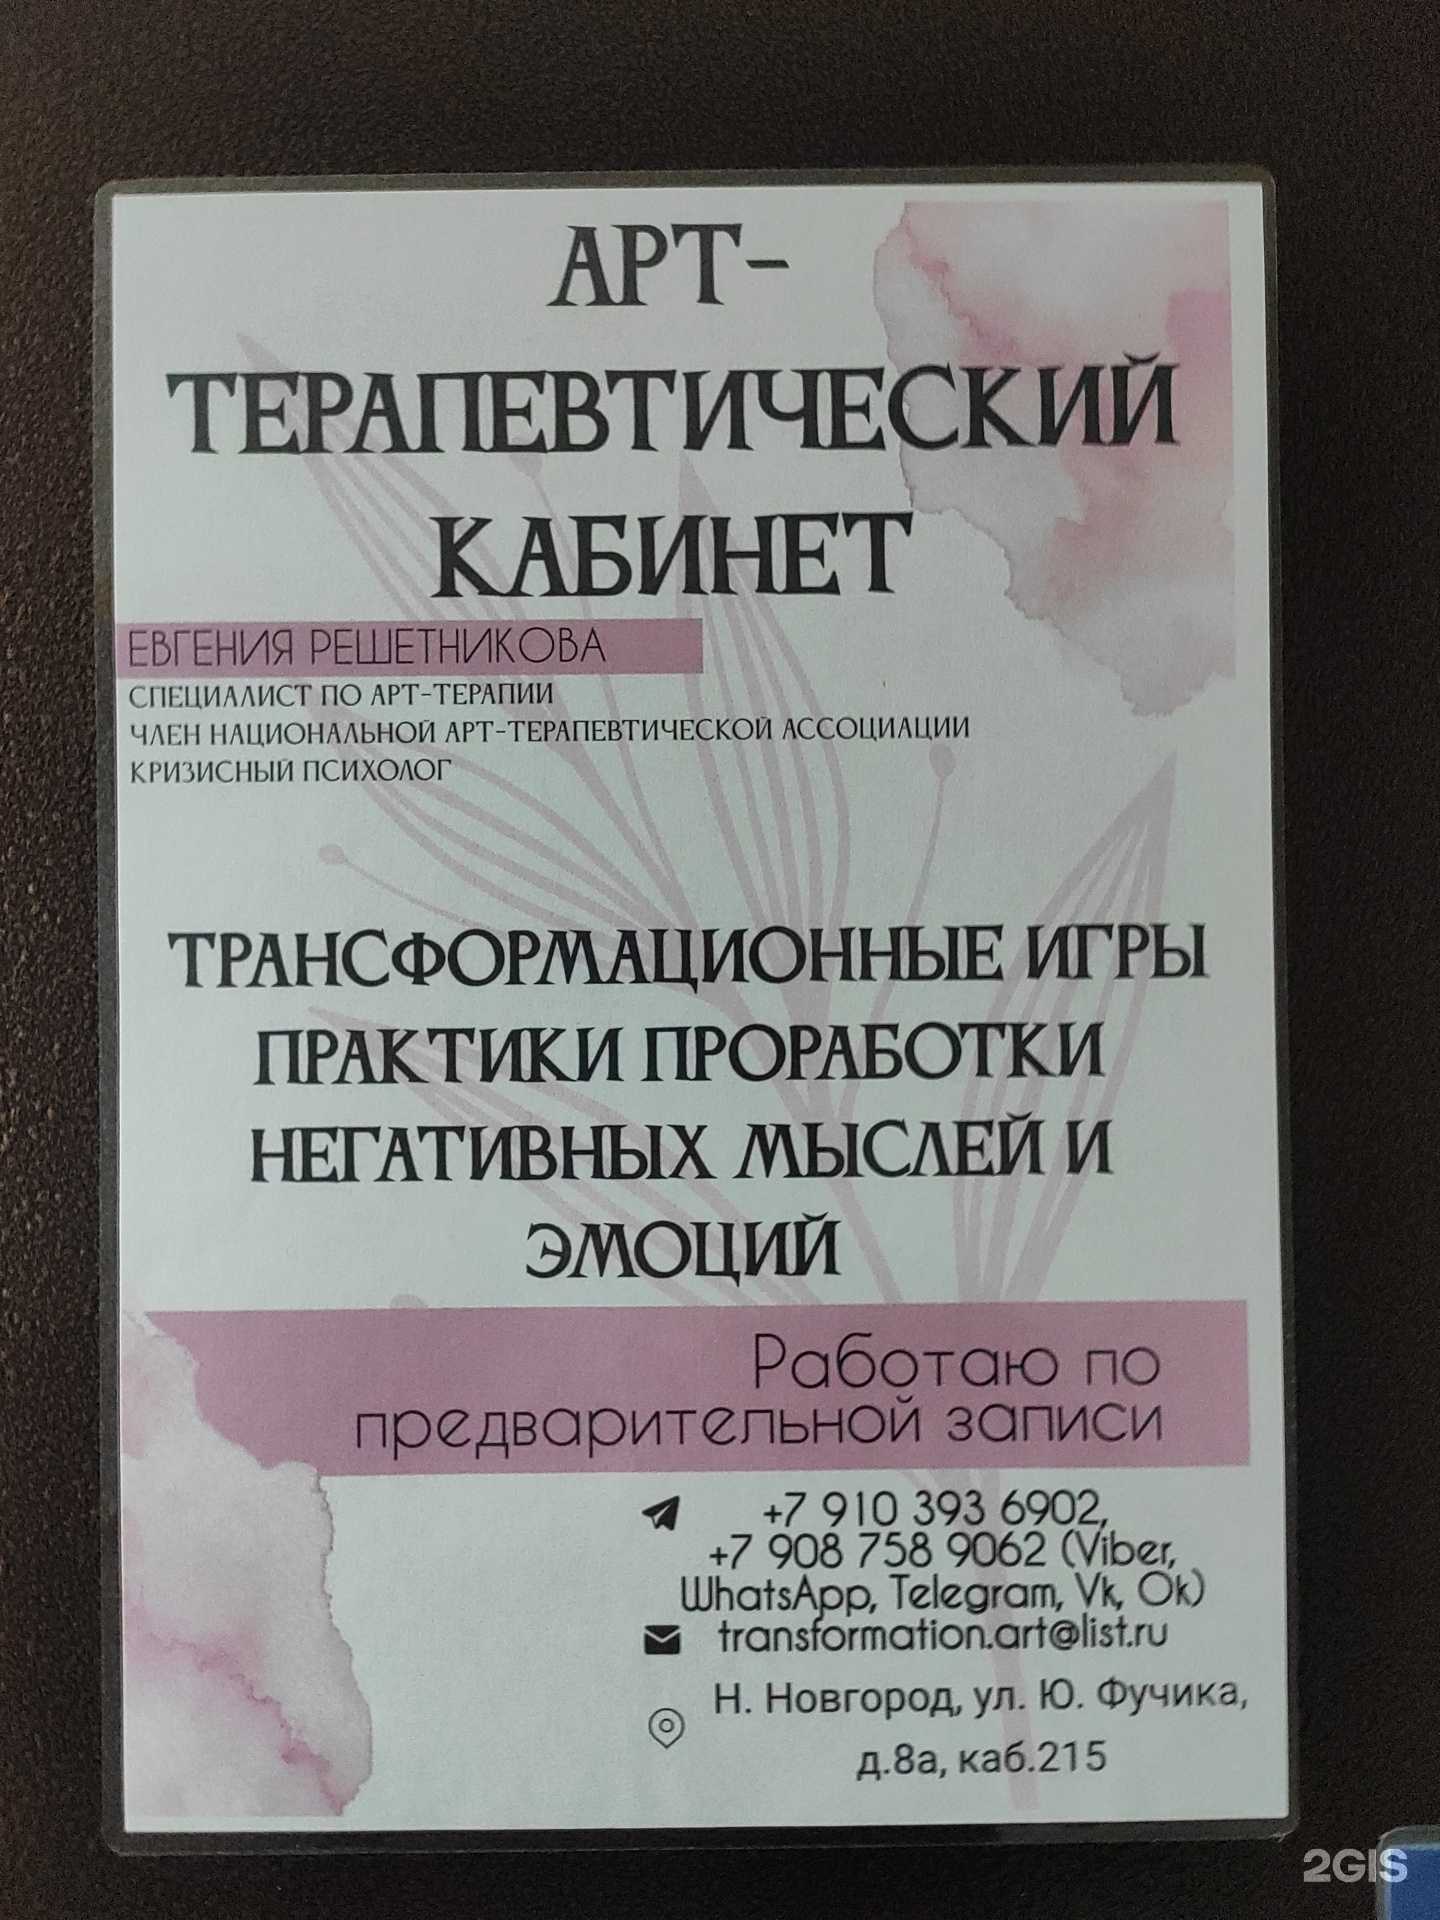 АРТ-
ТЕРАПЕВТИЧЕСКИЙ
КАБИНЕТ
ЕВГЕНИЯ РЕШЕТНИКОВА
СПЕЦИАЛИСТ ПО АРТ-ТЕРАПИИ
ЧЛЕН НАЦИОНАЛЬНОЙ АРТ-ТЕРАПЕВТИЧЕСКОЙ АССОЦИАЦИИ
КРИЗИСНЫЙ ПСИХОЛОГ
ТРАНСФОРМАЦИОННЫЕ ИГРЫ
ПРАКТИКИ ПРОРАБОТКИ
НЕГАТИВНЫХ МЫСЛЕЙ И
ЭМОЦИЙ
Работаю по
предварительной записи
+7 910 393 6902,
+7 908 758 9062 (Viber,
WhatsApp, Telegram, Vk, Ok)
transformation.art@list.ru
Н. Новгород, ул. Ю. Фучика,
д.8а, каб.215
2GIS